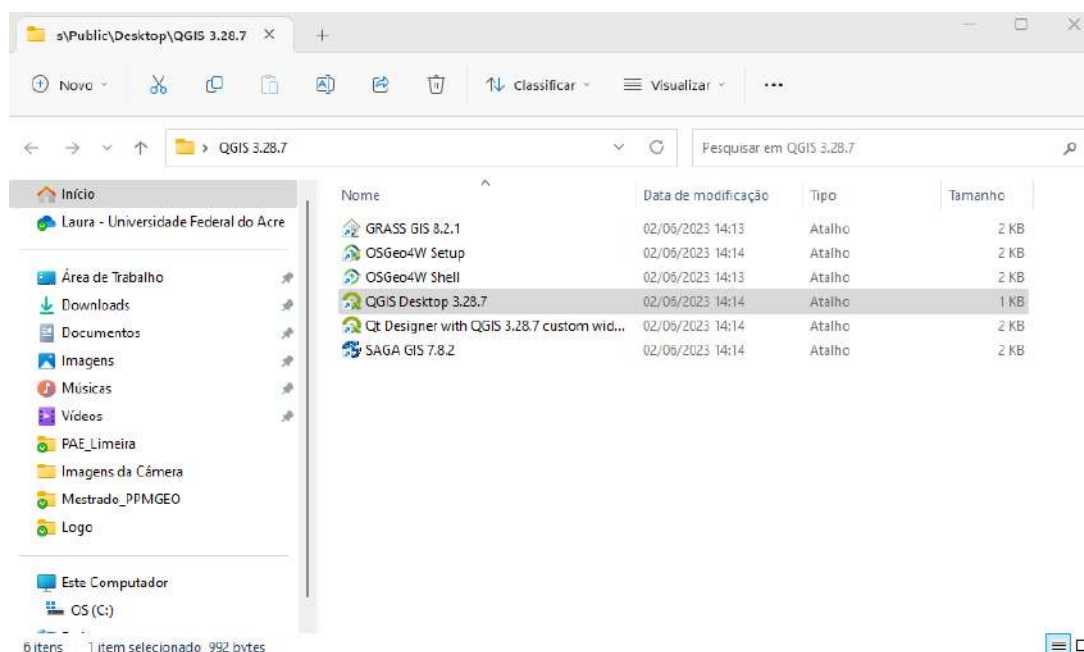 s\Public\Desktop\QGIS 3.28.7
Novo
Classificar
Visualizar
QGIS 3.28.7
Pesquisar em QGIS 3.28.7
Início
Laura - Universidade Federal do Acre
Área de Trabalho
Downloads
Documentos
Imagens
Músicas
Vídeos
PAE_Limeira
Imagens da Câmera
Mestrado_PPMGEO
Logo
Este Computador
OS (C:)
Nome Data de modificação Tipo Tamanho
GRASS GIS 8.2.1 02/06/2023 14:13 Atalho 2 KB
OSGeo4W Setup 02/06/2023 14:14 Atalho 2 KB
OSGeo4W Shell 02/06/2023 14:13 Atalho 2 KB
QGIS Desktop 3.28.7 02/06/2023 14:14 Atalho 1 KB
Qt Designer with QGIS 3.28.7 custom wid... 02/06/2023 14:14 Atalho 2 KB
SAGA GIS 7.8.2 02/06/2023 14:14 Atalho 2 KB
6 itens 1 item selecionado 992 bytes